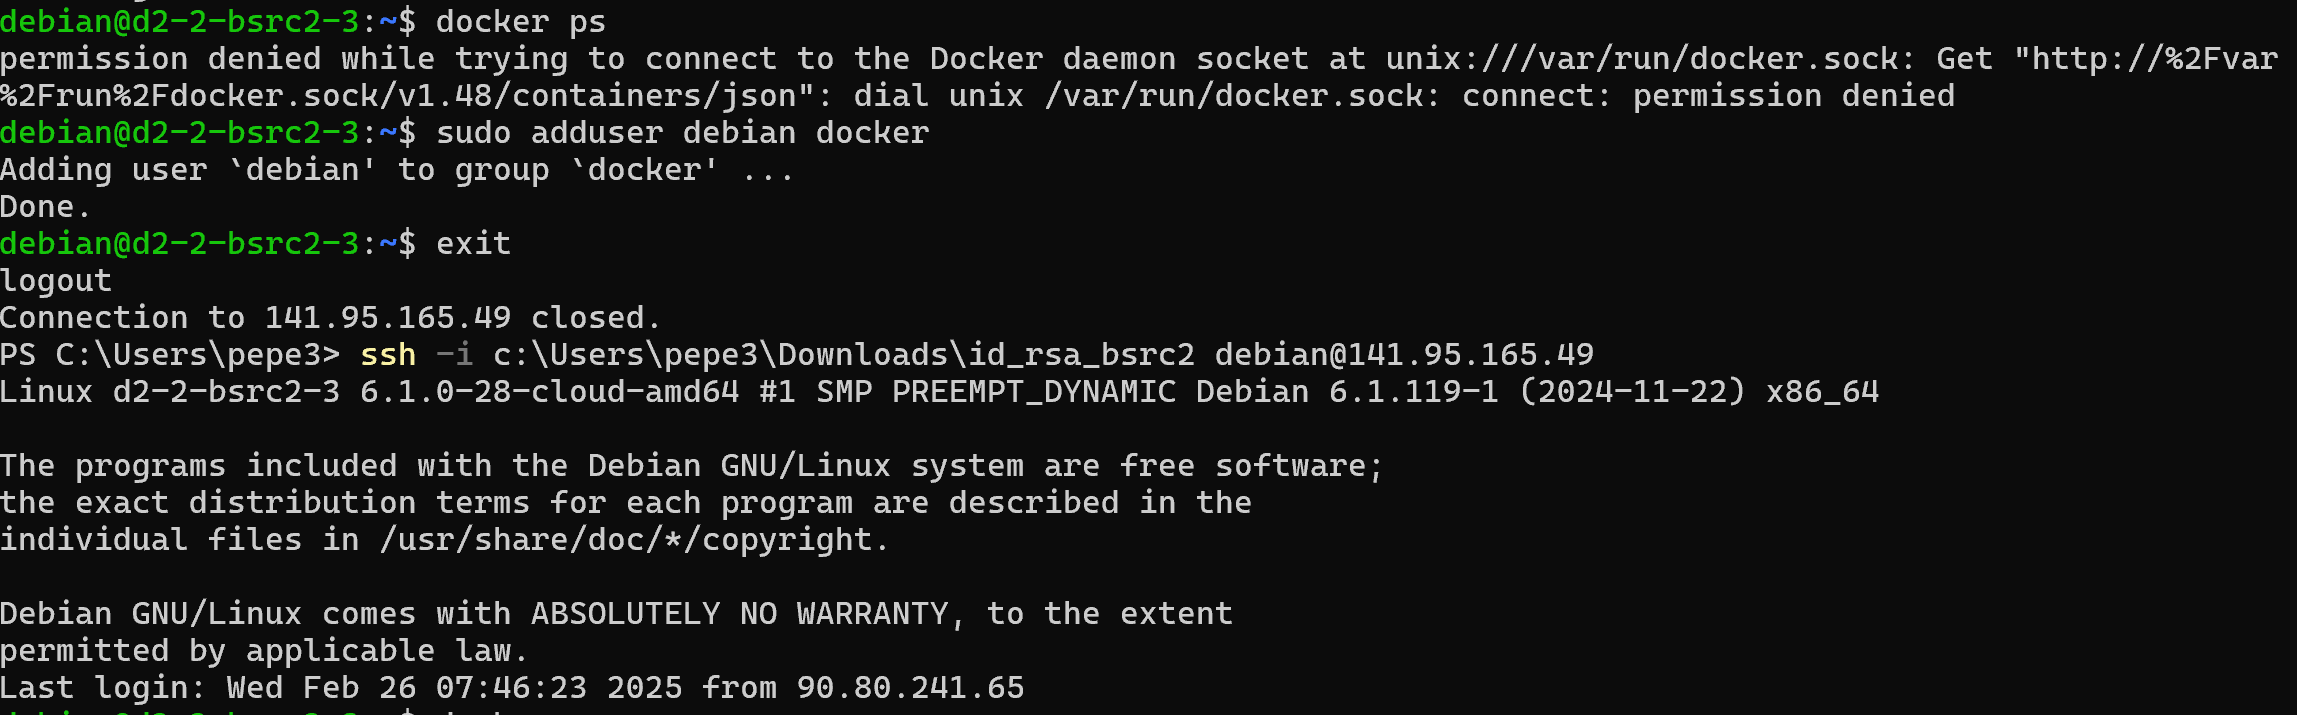 debian@d2-2-bsrc2-3:~$ docker ps
permission denied while trying to connect to the Docker daemon socket at unix:///var/run/docker.sock: Get "http://%2Fvar
%2Frun%2Fdocker.sock/v1.48/containers/json": dial unix /var/run/docker.sock: connect: permission denied
debian@d2-2-bsrc2-3:~$ sudo adduser debian docker
Adding user `debian' to group `docker' ...
Done.
debian@d2-2-bsrc2-3:~$ exit
logout
Connection to 141.95.165.49 closed.
PS C:\Users\pepe3> ssh -i c:\Users\pepe3\Downloads\id_rsa_bsrc2 debian@141.95.165.49
Linux d2-2-bsrc2-3 6.1.0-28-cloud-amd64 #1 SMP PREEMPT_DYNAMIC Debian 6.1.119-1 (2024-11-22) x86_64
The programs included with the Debian GNU/Linux system are free software;
the exact distribution terms for each program are described in the
individual files in /usr/share/doc/*/copyright.
Debian GNU/Linux comes with ABSOLUTELY NO WARRANTY, to the extent
permitted by applicable law.
Last login: Wed Feb 26 07:46:23 2025 from 90.80.241.65